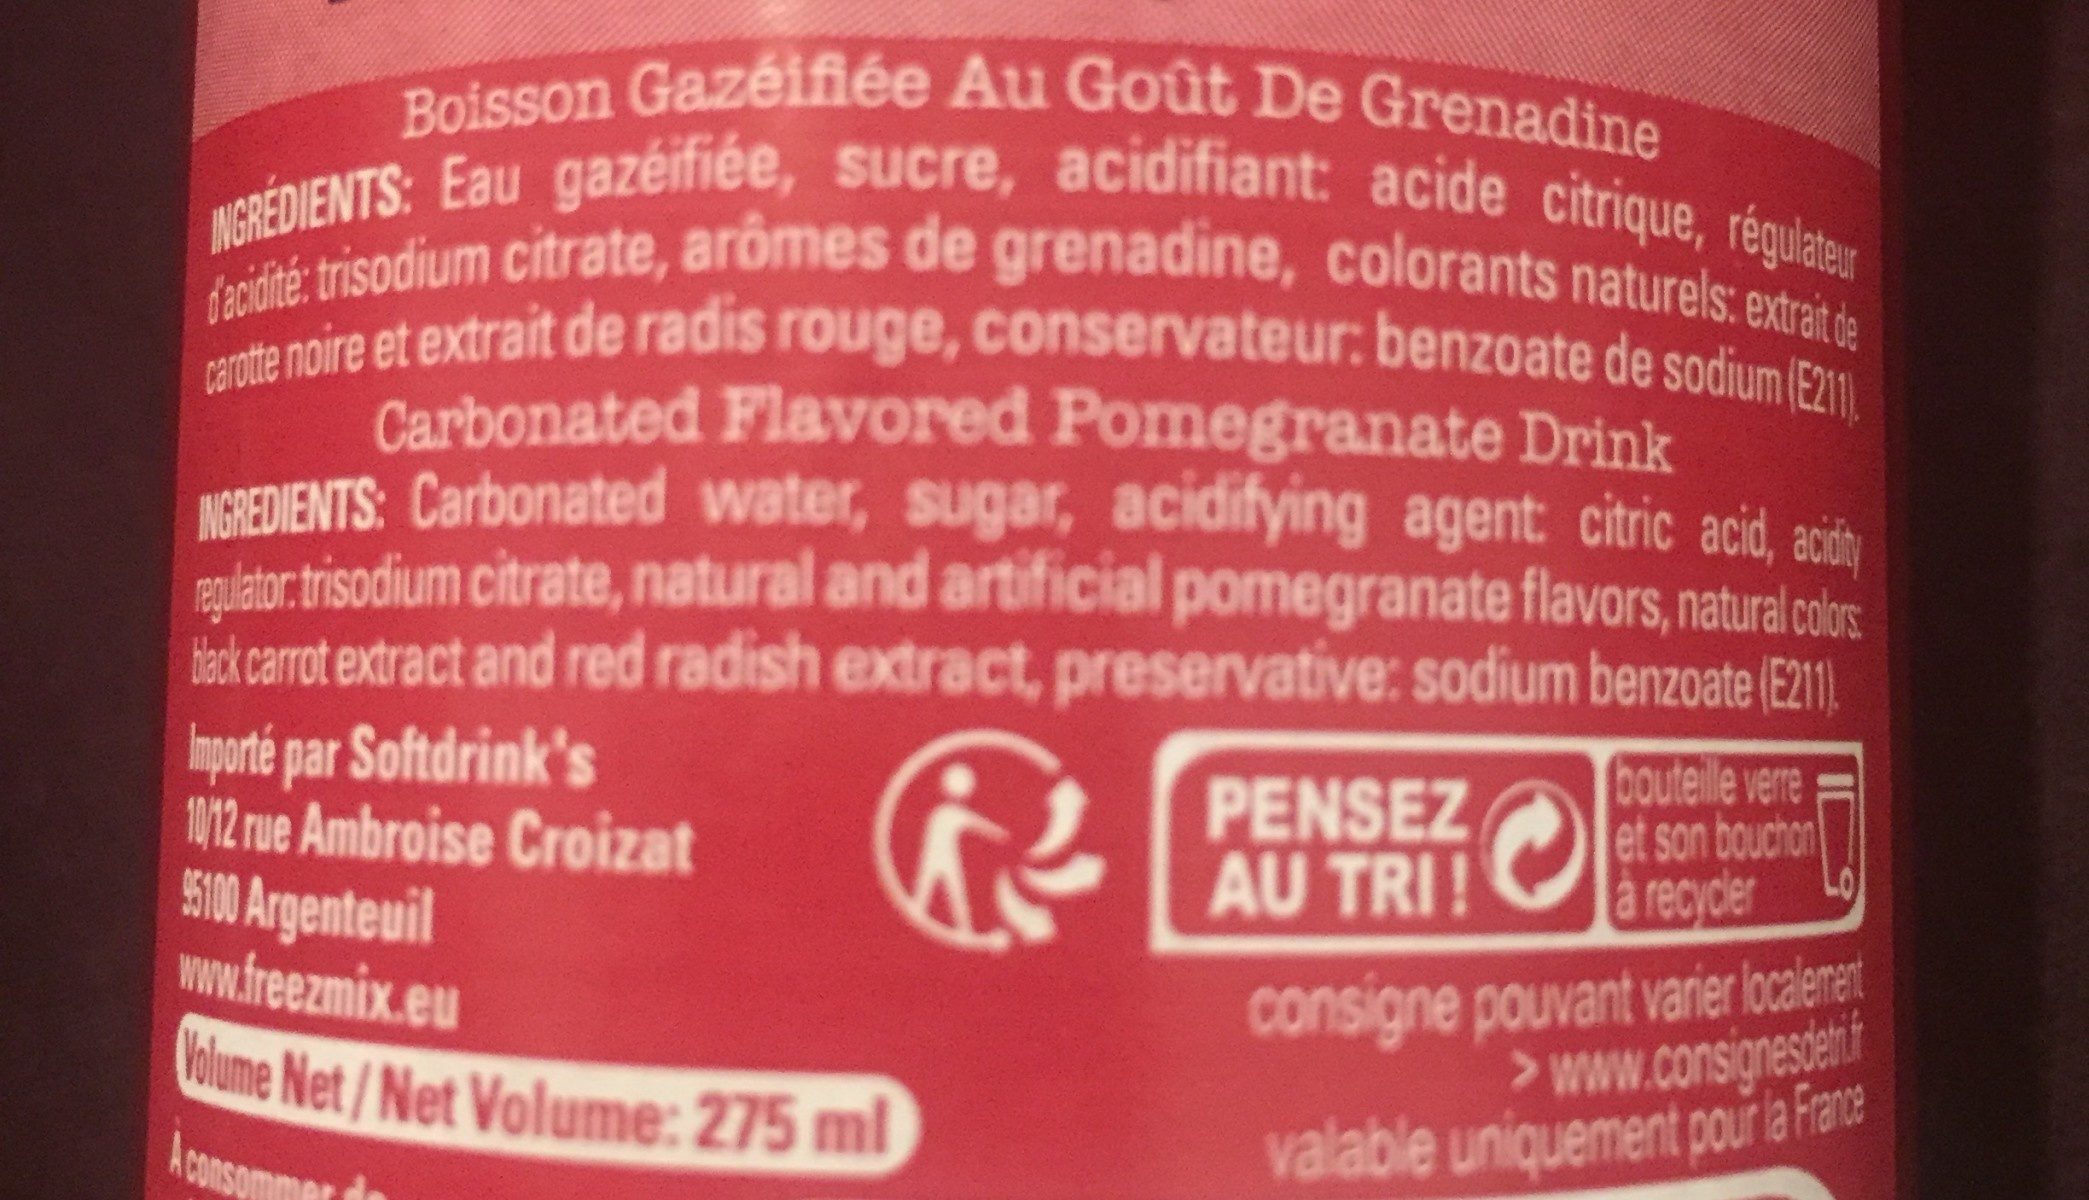 Boisson Gazéifiée Au Goût De Grenadine
INGRÉDIENTS: Eau gazéifiée, sucre, acidifiant: acide citrique, régulateur
d'acidité: trisodium citrate, arômes de grenadine, colorants naturels: extrait de
carotte noire et extrait de radis rouge, conservateur: benzoate de sodium (E211).
Carbonated Flavored Pomegranate Drink
INGREDIENTS: Carbonated water, sugar, acidifying agent: citric acid, acidity
regulator: trisodium citrate, natural and artificial pomegranate flavors, natural colors:
black carrot extract and red radish extract, preservative: sodium benzoate (E211).
Importé par Softdrink's
10/12 rue Ambroise Croizat
95100 Argenteuil
www.freezmix.eu
Volume Net / Net Volume: 275 ml
À consommer de
PENSEZ
AU TRI !
bouteille verre
et son bouchon
à recycler
consigne pouvant varier localement
> www.consignesdetri.fr
valable uniquement pour la France